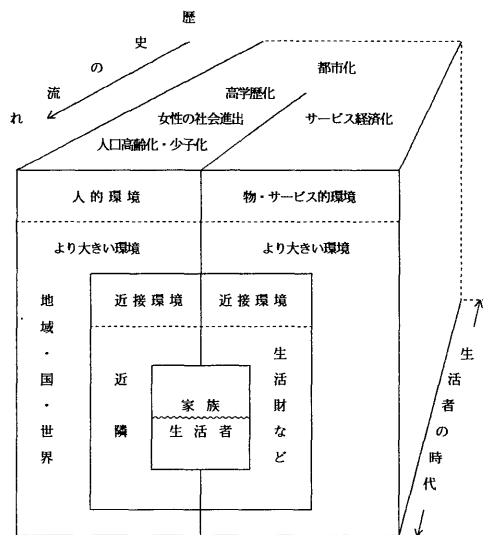 歴史の流れ
都市化
高学歴化
女性の社会進出
サービス経済化
人口高齢化・少子化
人的環境
物・サービス的環境
より大きい環境
より大きい環境
地域・国・世界
近接環境
近接環境
近隣
生活財など
家族
生活者
生活者の時代